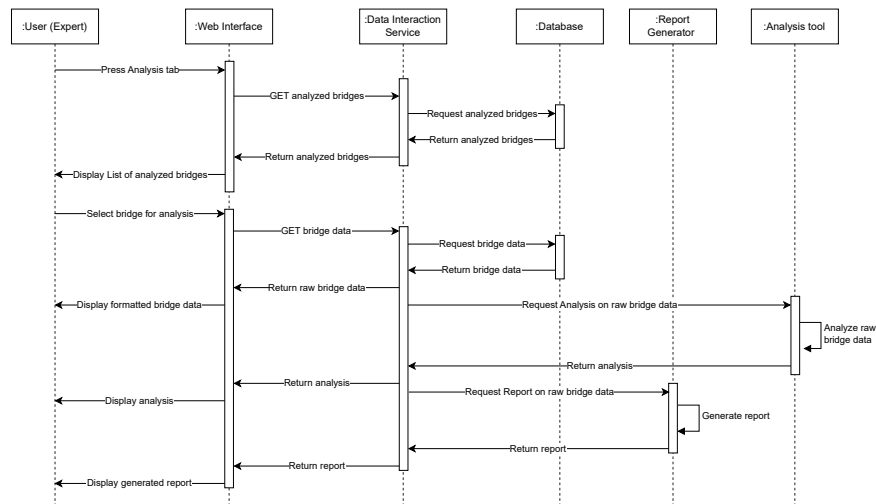 :User (Expert)
:Web Interface
:Data Interaction
Service
:Database
:Report
Generator
:Analysis tool
Press Analysis tab
GET analyzed bridges
Request analyzed bridges
Return analyzed bridges
Return analyzed bridges
Display List of analyzed bridges
Select bridge for analysis
GET bridge data
Request bridge data
Return bridge data
Return raw bridge data
Display formatted bridge data
Request Analysis on raw bridge data
Analyze raw
bridge data
Return analysis
Return analysis
Request Report on raw bridge data
Display analysis
Generate report
Return report
Return report
Display generated report